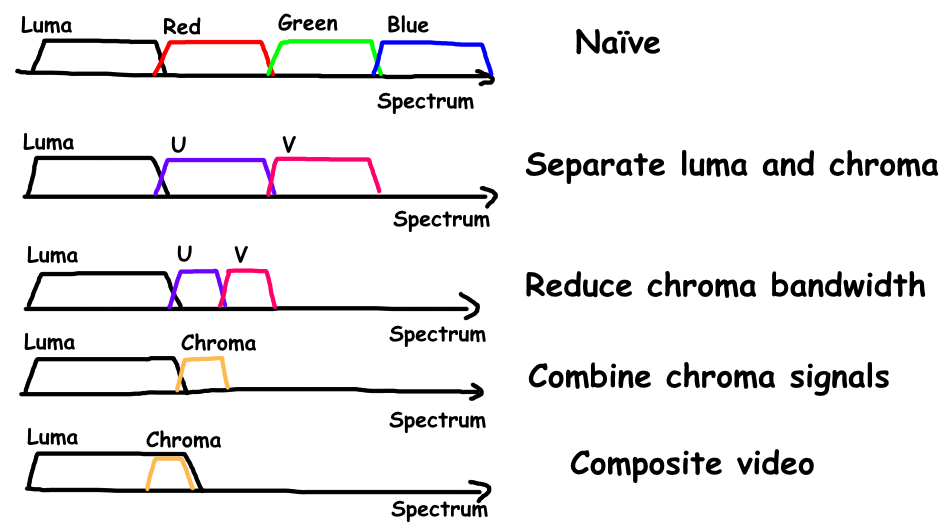 Luma Red Green Blue
Naïve
Spectrum
Luma U V
Separate luma and chroma
Spectrum
Luma U V
Reduce chroma bandwidth
Spectrum
Luma Chroma
Combine chroma signals
Spectrum
Luma Chroma
Composite video
Spectrum